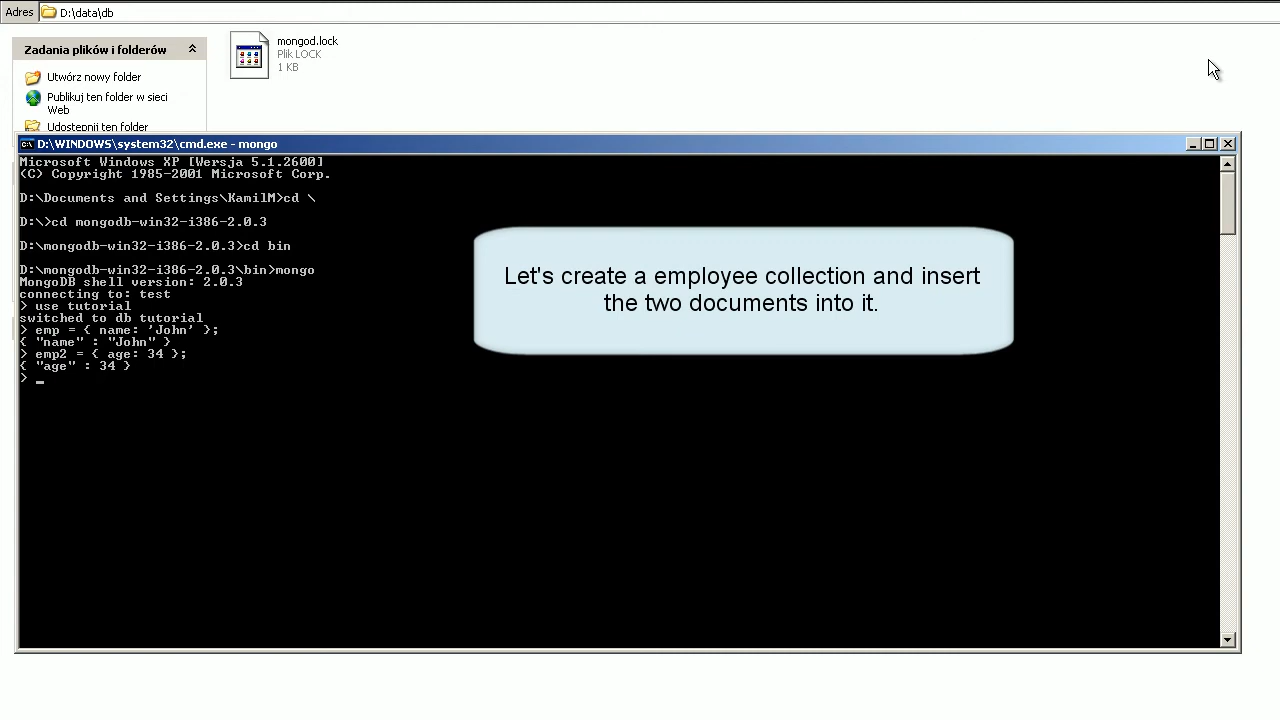 Adres D:\data\db
Zadania plików i folderów
Utwórz nowy folder
Publikuj ten folder w sieci
Web
Udostępnij ten folder
mongod.lock
Plik LOCK
1 KB
D:\WINDOWS\system32\cmd.exe - mongo
Microsoft Windows XP [Wersja 5.1.2600]
(C) Copyright 1985-2001 Microsoft Corp.
D:\Documents and Settings\KamilM>cd \
D:\>cd mongodb-win32-i386-2.0.3
D:\mongodb-win32-i386-2.0.3>cd bin
D:\mongodb-win32-i386-2.0.3\bin>mongo
MongoDB shell version: 2.0.3
connecting to: test
> use tutorial
switched to db tutorial
> emp = { name: 'John' };
{ "name" : "John" }
> emp2 = { age: 34 };
{ "age" : 34 }
> _
Let's create a employee collection and insert
the two documents into it.